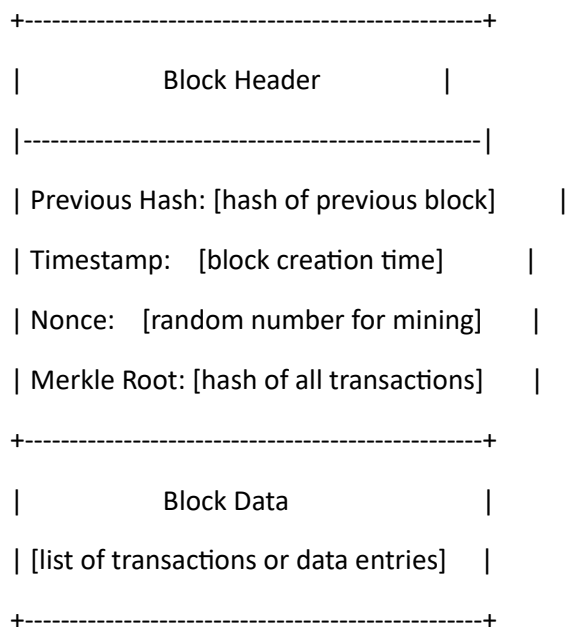 +---------------------------------------------------+
| Block Header |
|---------------------------------------------------|
| Previous Hash: [hash of previous block] |
| Timestamp: [block creation time] |
| Nonce: [random number for mining] |
| Merkle Root: [hash of all transactions] |
+---------------------------------------------------+
| Block Data |
| [list of transactions or data entries] |
+---------------------------------------------------+